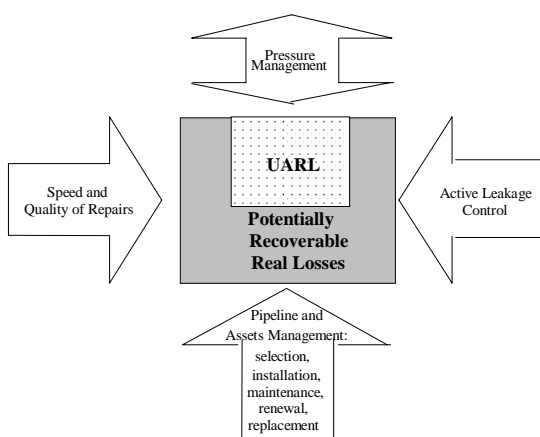 Pressure
Management
UARL
Speed and
Quality of Repairs
Active Leakage
Control
Potentially
Recoverable
Real Losses
Pipeline and
Assets Management:
selection,
installation,
maintenance,
renewal,
replacement